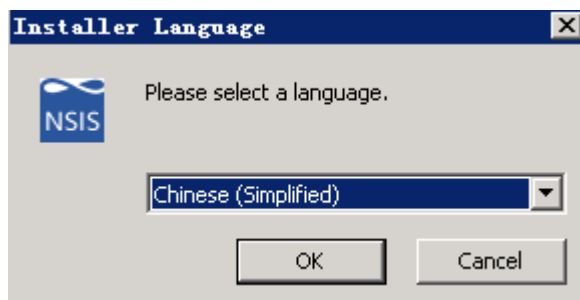 Installer Language
Please select a language.
NSIS
Chinese (Simplified)
OK
Cancel